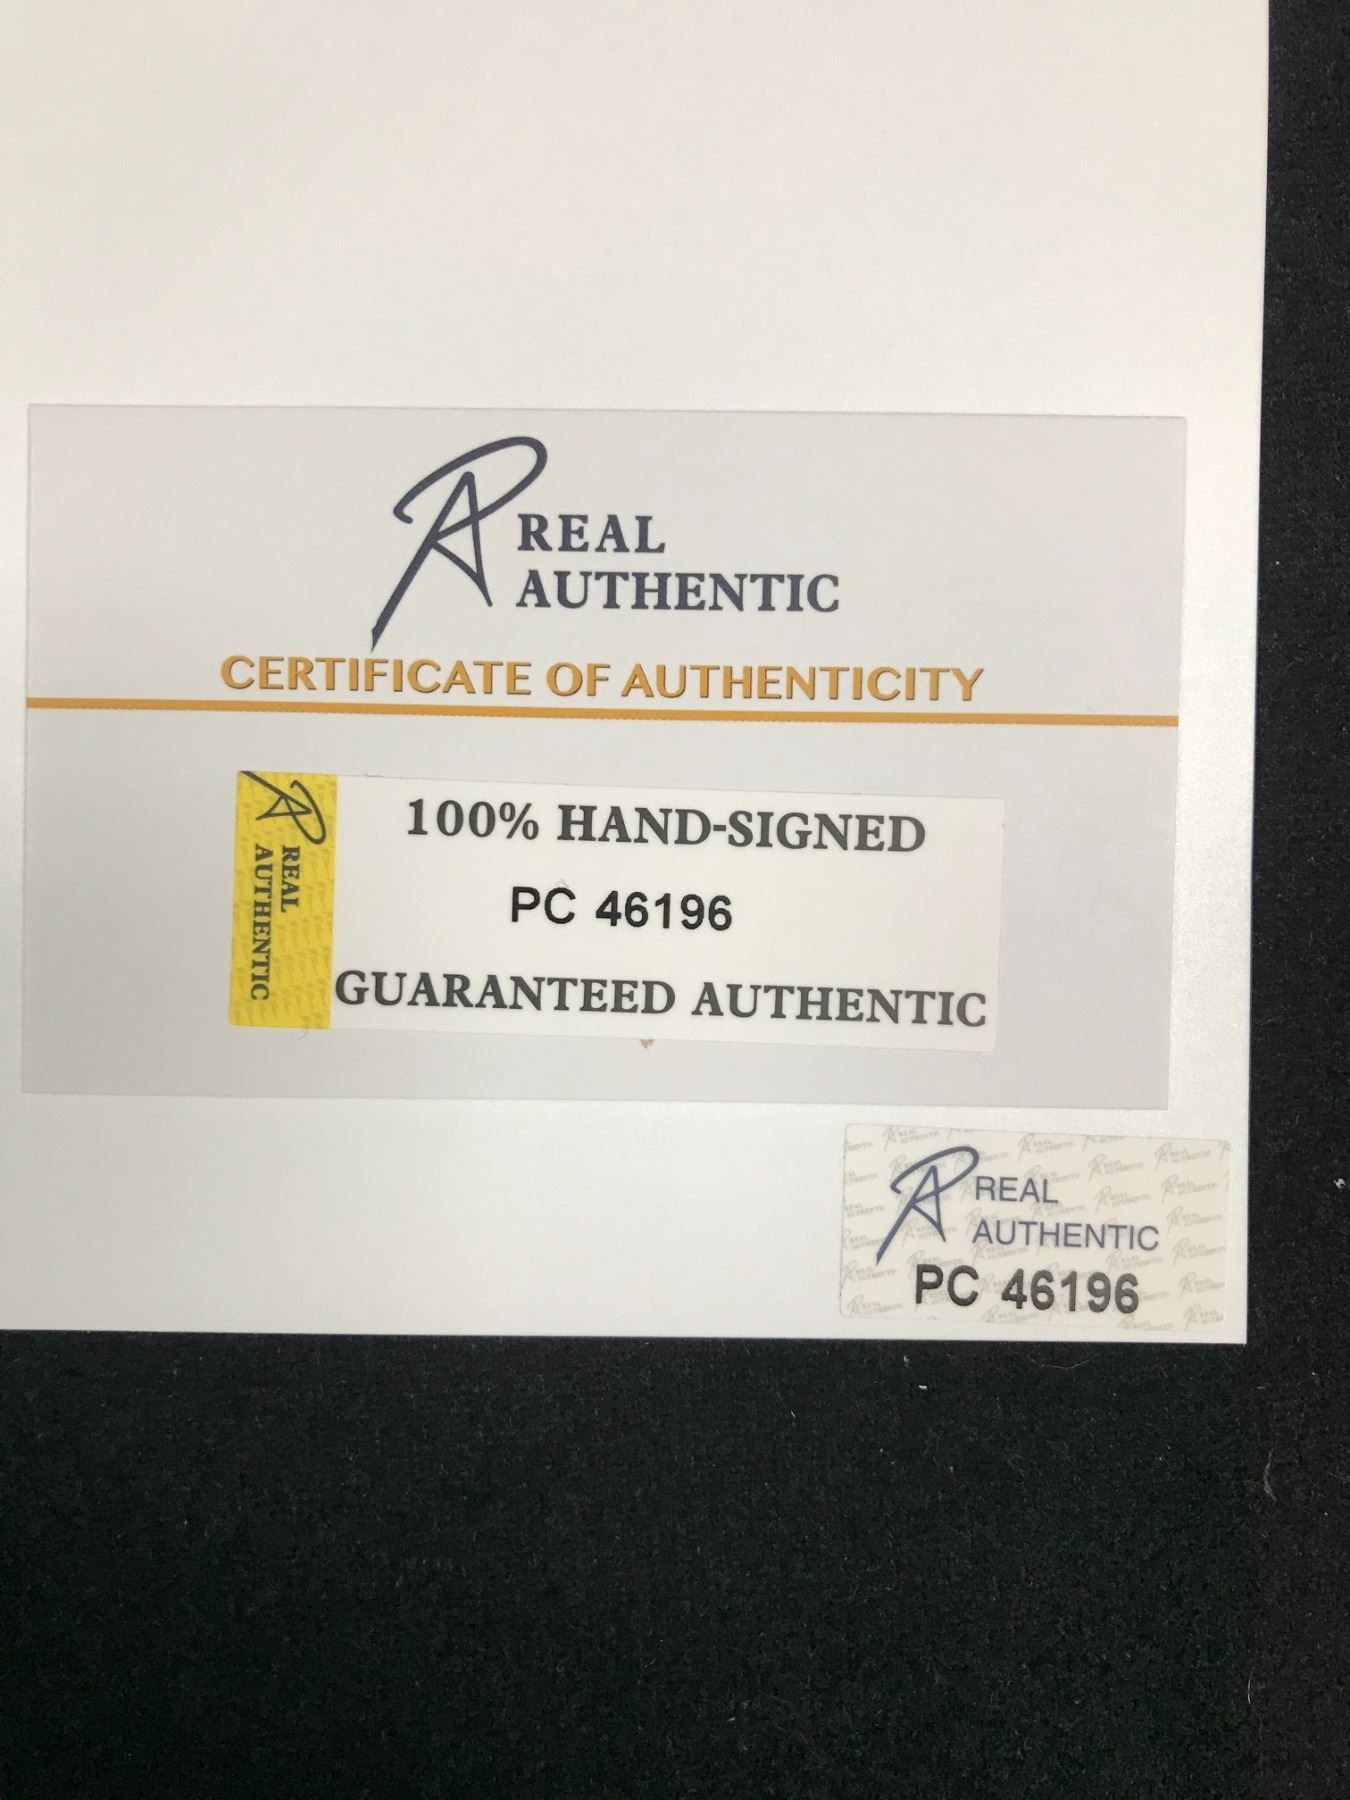 REAL
AUTHENTIC
CERTIFICATE OF AUTHENTICITY
REAL
AUTHENTIC
100% HAND-SIGNED
PC 46196
GUARANTEED AUTHENTIC
REAL
AUTHENTIC
PC 46196